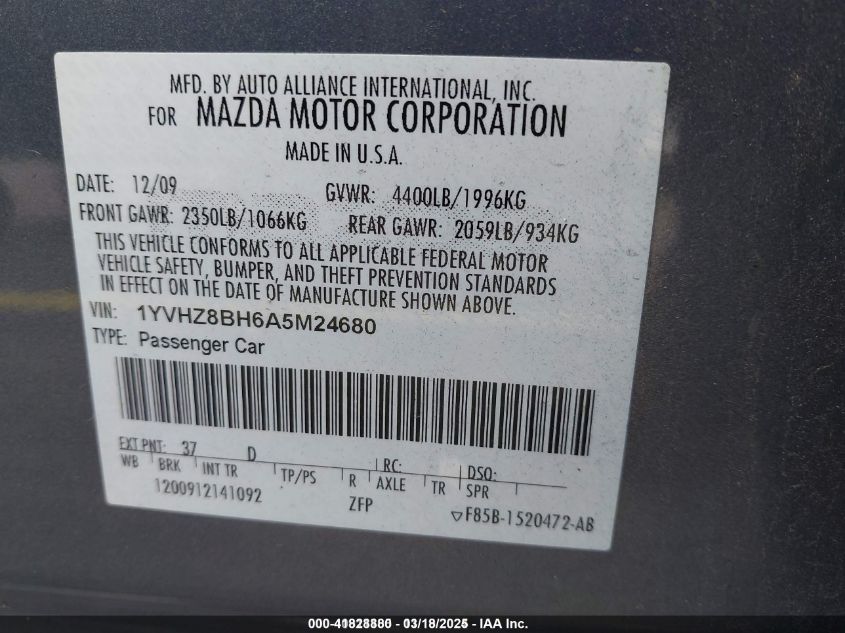 MFD. BY AUTO ALLIANCE INTERNATIONAL, INC.
FOR MAZDA MOTOR CORPORATION
MADE IN U.S.A.
DATE: 12/09 GVWR: 4400LB/1996KG
FRONT GAWR: 2350LB/1066KG REAR GAWR: 2059LB/934KG
THIS VEHICLE CONFORMS TO ALL APPLICABLE FEDERAL MOTOR
VEHICLE SAFETY, BUMPER, AND THEFT PREVENTION STANDARDS
IN EFFECT ON THE DATE OF MANUFACTURE SHOWN ABOVE.
VIN: 1YVHZ8BH6A5M24680
TYPE: Passenger Car
EXT PNT: 37 D RC: DSO:
WB BRK INT TR TP/PS R AXLE TR SPR
1200912141092 ZFP ▽F85B-1520472-AB
03/18/2025 — IAA Inc.